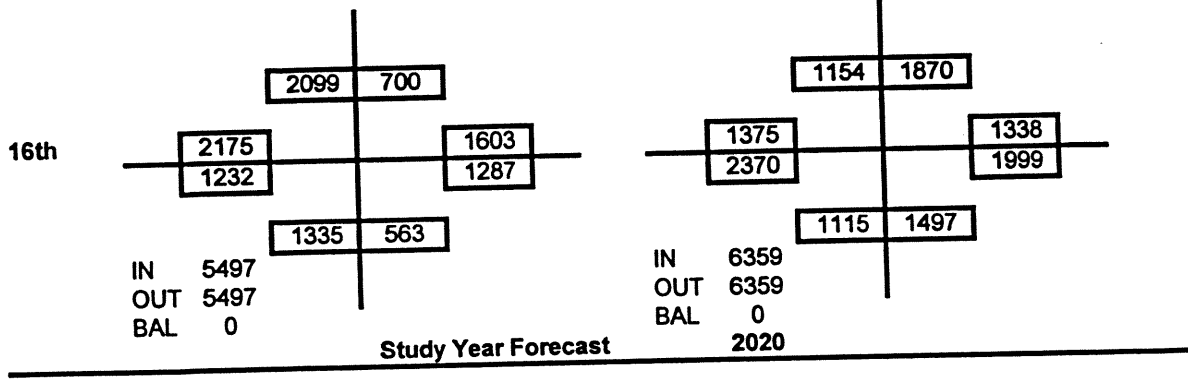 2099 700
1154 1870
16th
2175 1603
1375 1338
1232 1287
2370 1999
1335 563
1115 1497
IN 5497
IN 6359
OUT 5497
OUT 6359
BAL 0
BAL 0
Study Year Forecast 2020